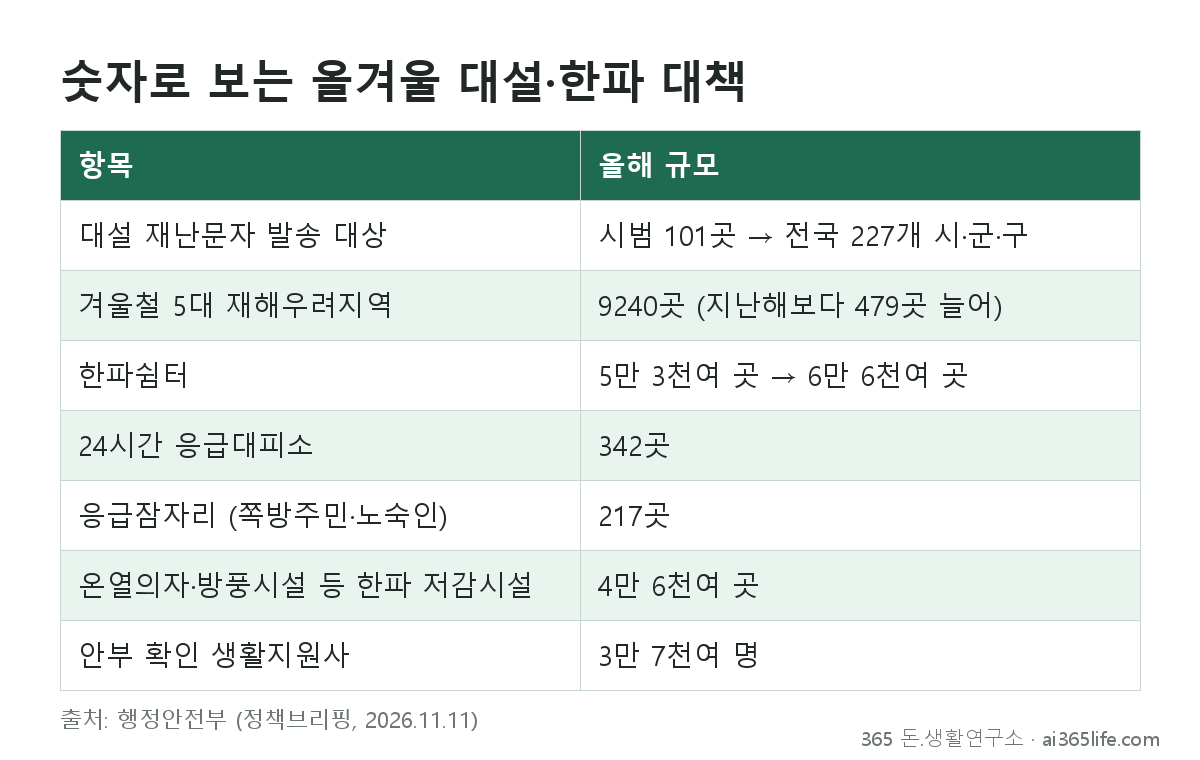 숫자로 보는 올겨울 대설·한파 대책
항목 올해 규모
대설 재난문자 발송 대상 시범 101곳 → 전국 227개 시·군·구
겨울철 5대 재해우려지역 9240곳 (지난해보다 479곳 늘어)
한파쉼터 5만 3천여 곳 → 6만 6천여 곳
24시간 응급대피소 342곳
응급잠자리 (쪽방주민·노숙인) 217곳
온열의자·방풍시설 등 한파 저감시설 4만 6천여 곳
안부 확인 생활지원사 3만 7천여 명
출처: 행정안전부 (정책브리핑, 2026.11.11)
365 돈.생활연구소 · ai365life.com